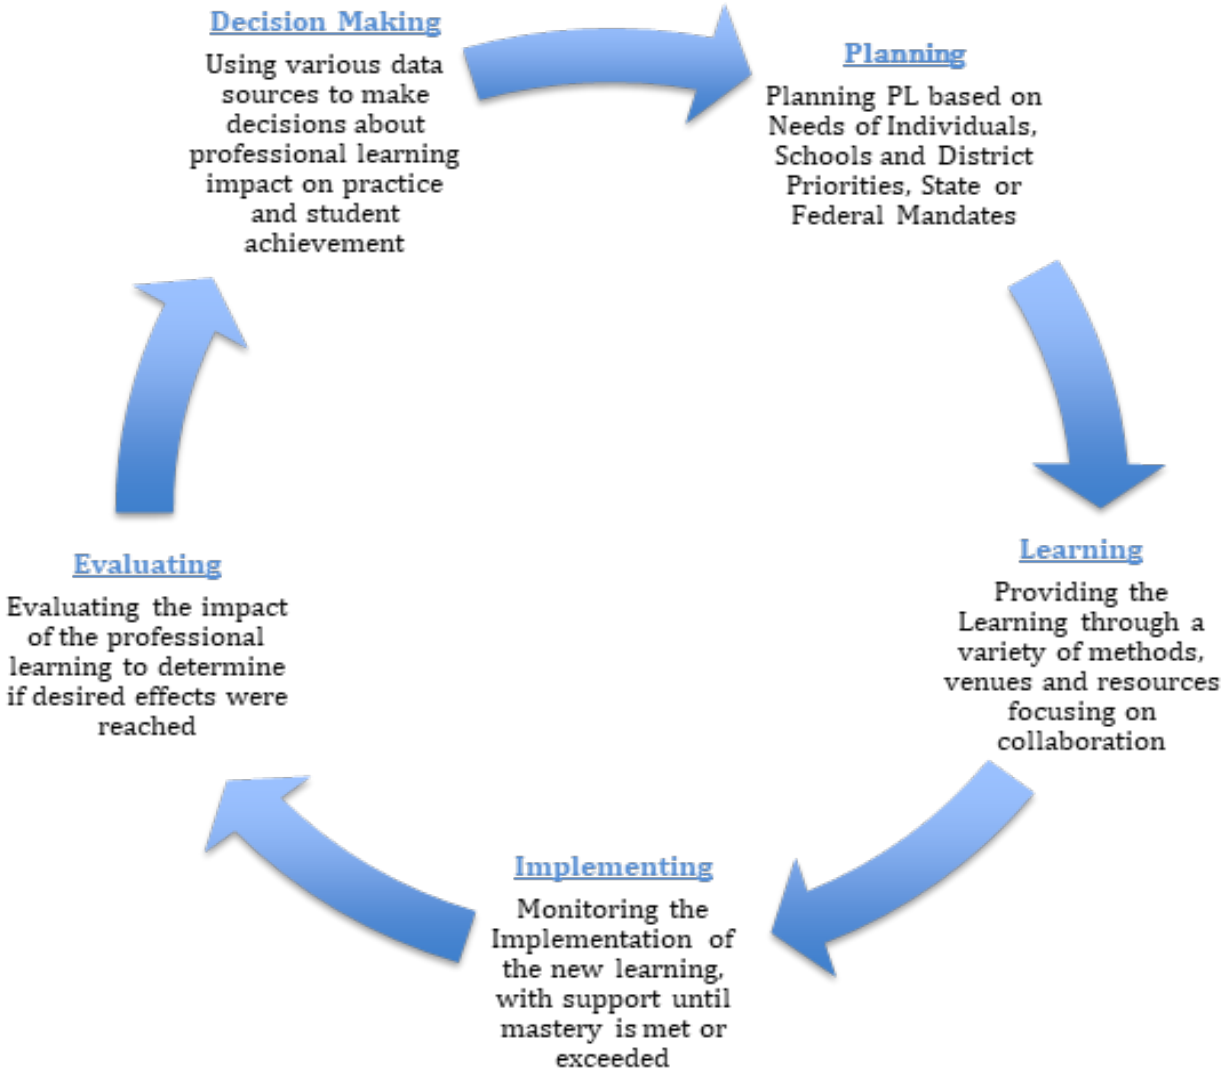 Decision Making
Using various data
sources to make
decisions about
professional learning
impact on practice
and student
achievement
Planning
Planning PL based on
Needs of Individuals,
Schools and District
Priorities, State or
Federal Mandates
Learning
Providing the
Learning through a
variety of methods,
venues and resources
focusing on
collaboration
Implementing
Monitoring the
Implementation of
the new learning,
with support until
mastery is met or
exceeded
Evaluating
Evaluating the impact
of the professional
learning to determine
if desired effects were
reached